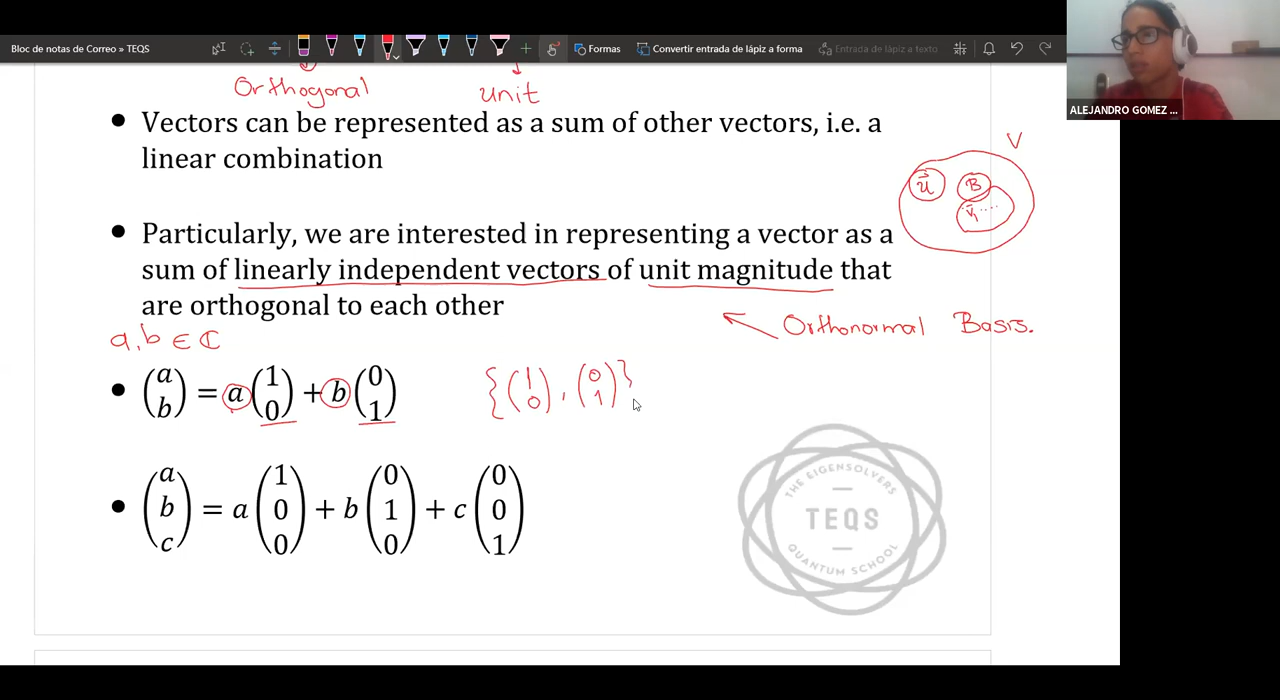 Bloc de notas de Correo » TEQS
Formas
Convertir entrada de lápiz a forma
Entrada de lápiz a texto
ALEJANDRO GOMEZ ...
Orthogonal
unit
• Vectors can be represented as a sum of other vectors, i.e. a
linear combination
V
u⃗
B
v⃗₁ ....
• Particularly, we are interested in representing a vector as a
sum of linearly independent vectors of unit magnitude that
are orthogonal to each other
Orthonormal Basis.
a, b ∈ ℂ
• (a b) = a (1 0) + b (0 1)
{(1 0), (0 1)}
• (a b c) = a (1 0 0) + b (0 1 0) + c (0 0 1)
THE EIGENSOLVERS
TEQS
QUANTUM SCHOOL